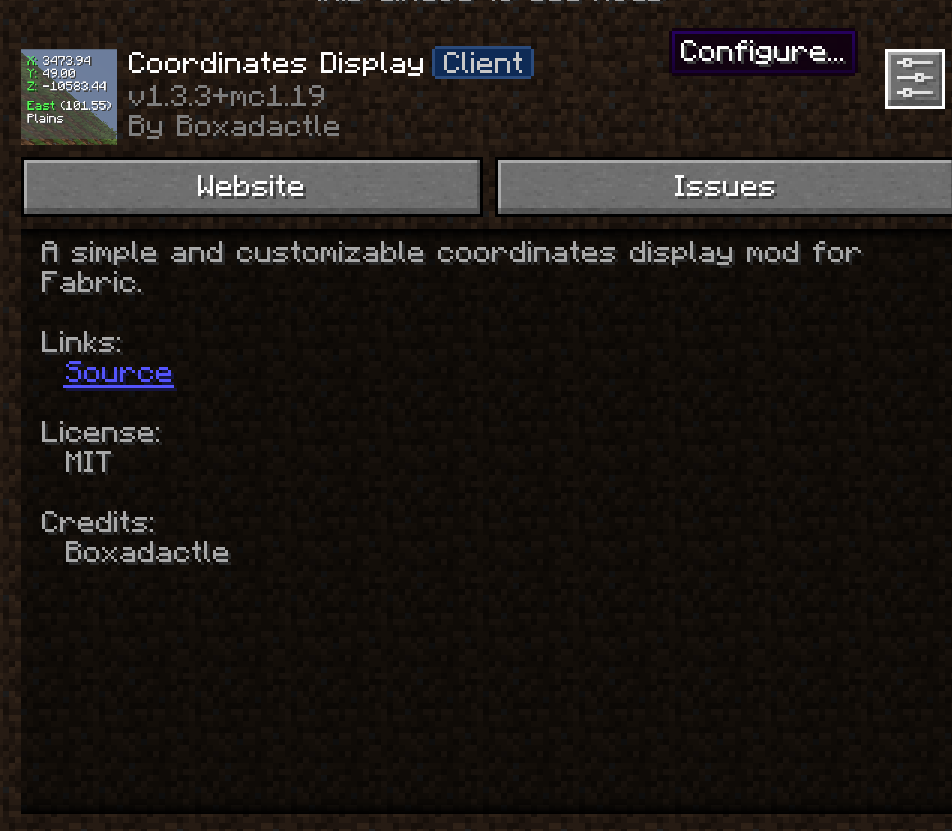 Coordinates Display Client
Configure...
v1.3.3+mc1.19
By Boxadactle
X: 3473.94
Y: 49.00
Z: -10583.44
East (101.55)
Plains
Website
Issues
A simple and customizable coordinates display mod for
Fabric.
Links:
Source
License:
MIT
Credits:
Boxadactle